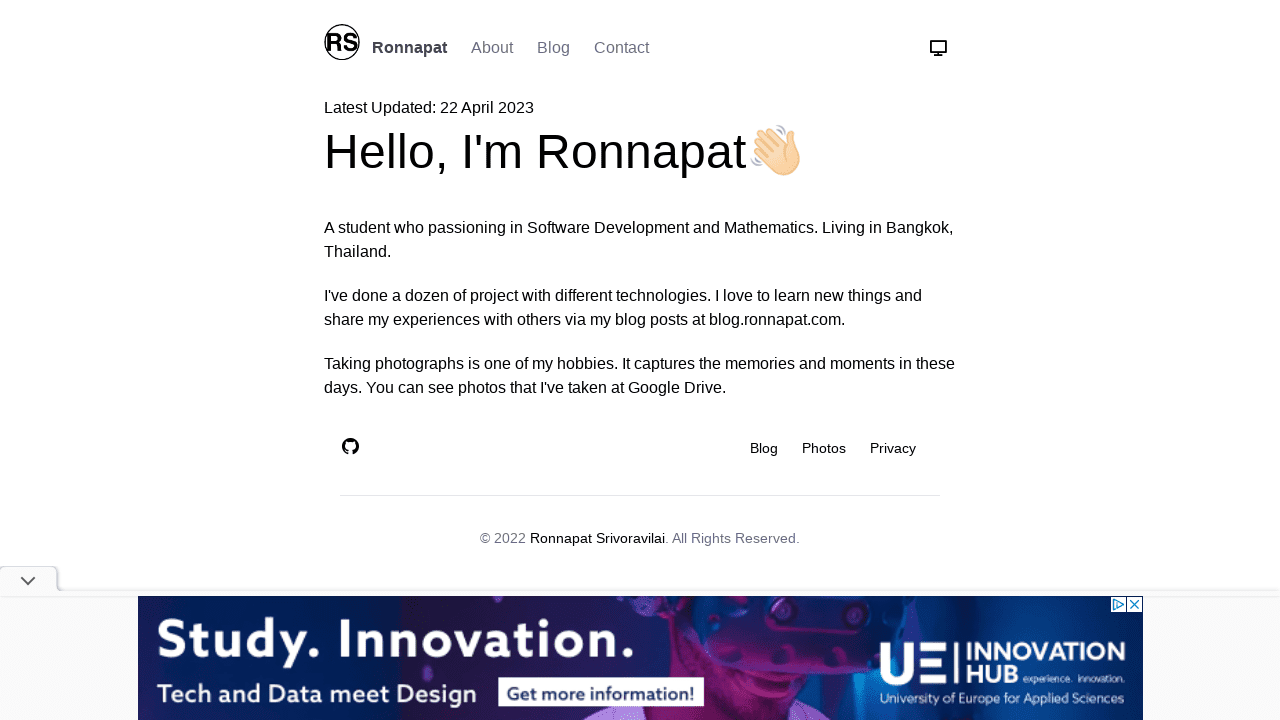 RS
Ronnapat About Blog Contact
Latest Updated: 22 April 2023
Hello, I'm Ronnapat👋🏼
A student who passioning in Software Development and Mathematics. Living in Bangkok,
Thailand.
I've done a dozen of project with different technologies. I love to learn new things and
share my experiences with others via my blog posts at blog.ronnapat.com.
Taking photographs is one of my hobbies. It captures the memories and moments in these
days. You can see photos that I've taken at Google Drive.
Blog Photos Privacy
© 2022 Ronnapat Srivoravilai. All Rights Reserved.
Study. Innovation.
Tech and Data meet Design
Get more information!
UE INNOVATION
HUB experience. innovation.
University of Europe for Applied Sciences